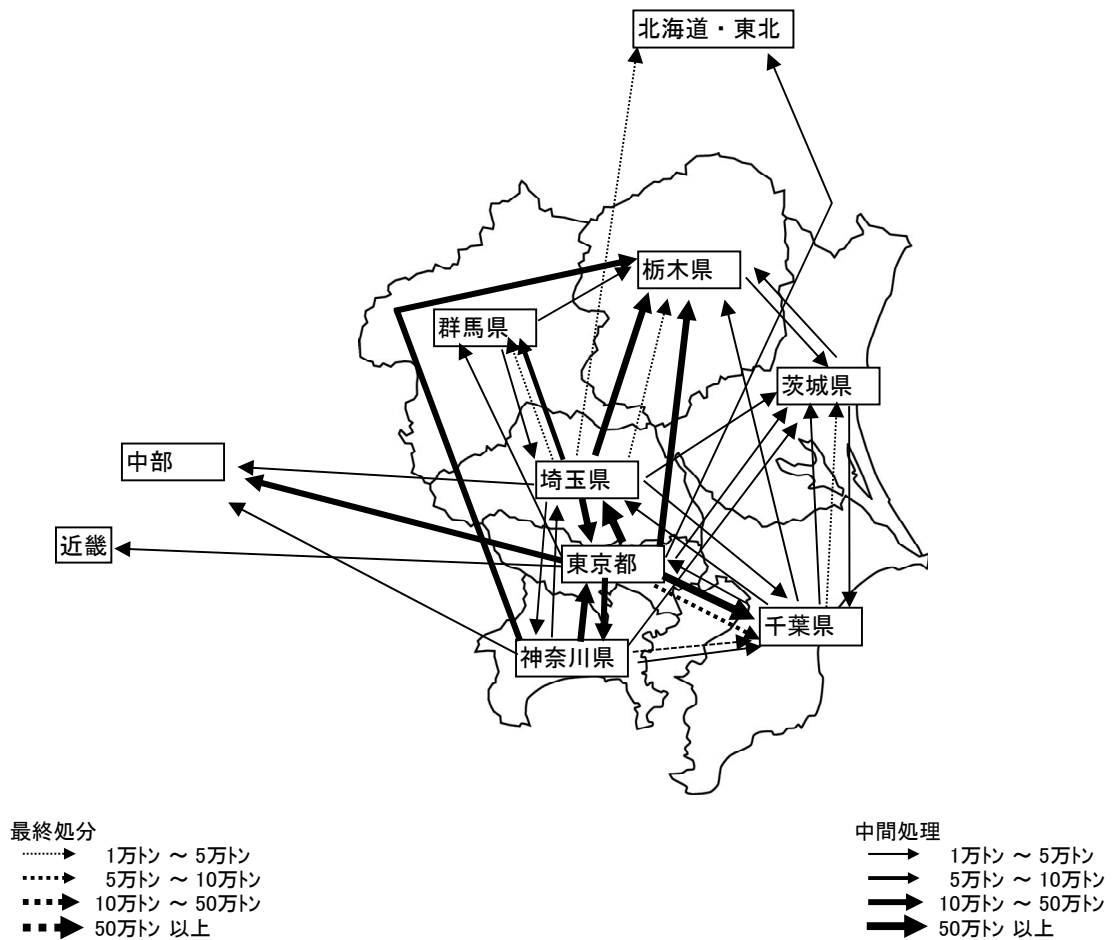 北海道・東北
栃木県
群馬県
茨城県
中部
埼玉県
近畿
東京都
千葉県
神奈川県
最終処分
1万トン ～ 5万トン
5万トン ～ 10万トン
10万トン ～ 50万トン
50万トン 以上
中間処理
1万トン ～ 5万トン
5万トン ～ 10万トン
10万トン ～ 50万トン
50万トン 以上